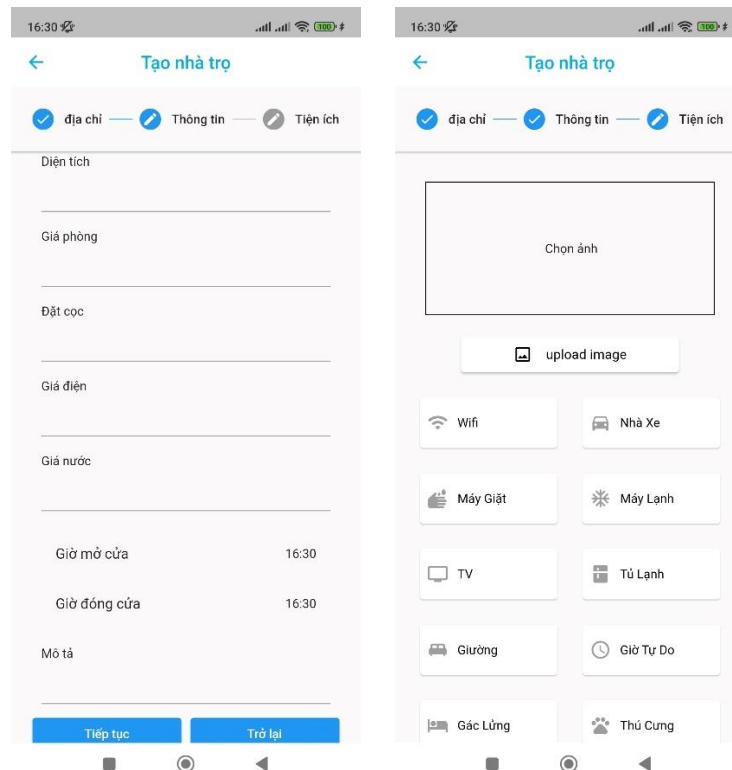 16:30
100
Tạo nhà trọ
địa chỉ
Thông tin
Tiện ích
Diện tích
Giá phòng
Đặt cọc
Giá điện
Giá nước
Giờ mở cửa 16:30
Giờ đóng cửa 16:30
Mô tả
Tiếp tục
Trở lại
16:30
100
Tạo nhà trọ
địa chỉ
Thông tin
Tiện ích
Chọn ảnh
upload image
Wifi
Nhà Xe
Máy Giặt
Máy Lạnh
TV
Tủ Lạnh
Giường
Giờ Tự Do
Gác Lửng
Thú Cưng